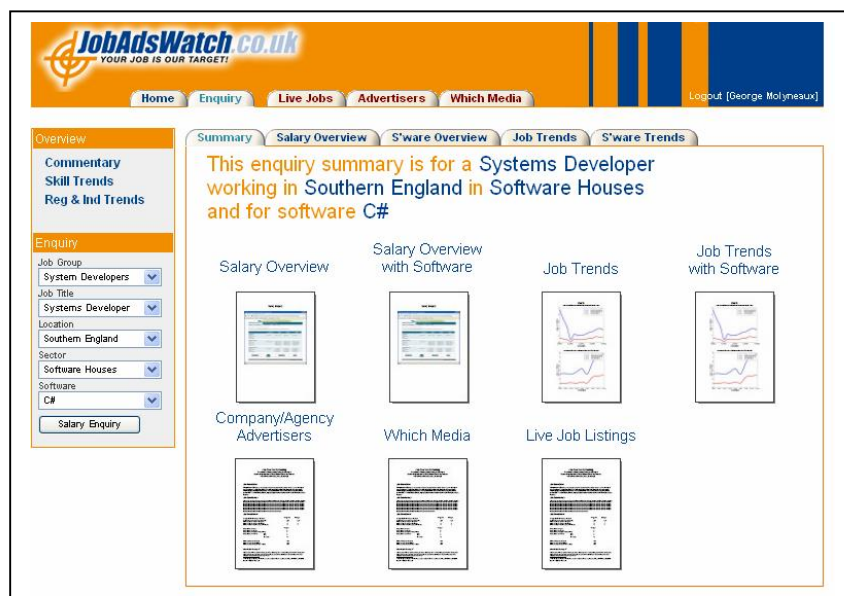 JobAdsWatch.co.uk
YOUR JOB IS OUR TARGET!
Home Enquiry Live Jobs Advertisers Which Media
Logout [George Molyneaux]
Overview
Commentary
Skill Trends
Reg & Ind Trends
Enquiry
Job Group
System Developers
Job Title
Systems Developer
Location
Southern England
Sector
Software Houses
Software
C#
Salary Enquiry
Summary Salary Overview S'ware Overview Job Trends S'ware Trends
This enquiry summary is for a Systems Developer
working in Southern England in Software Houses
and for software C#
Salary Overview
Salary Overview
with Software
Job Trends
Job Trends
with Software
Company/Agency
Advertisers
Which Media
Live Job Listings